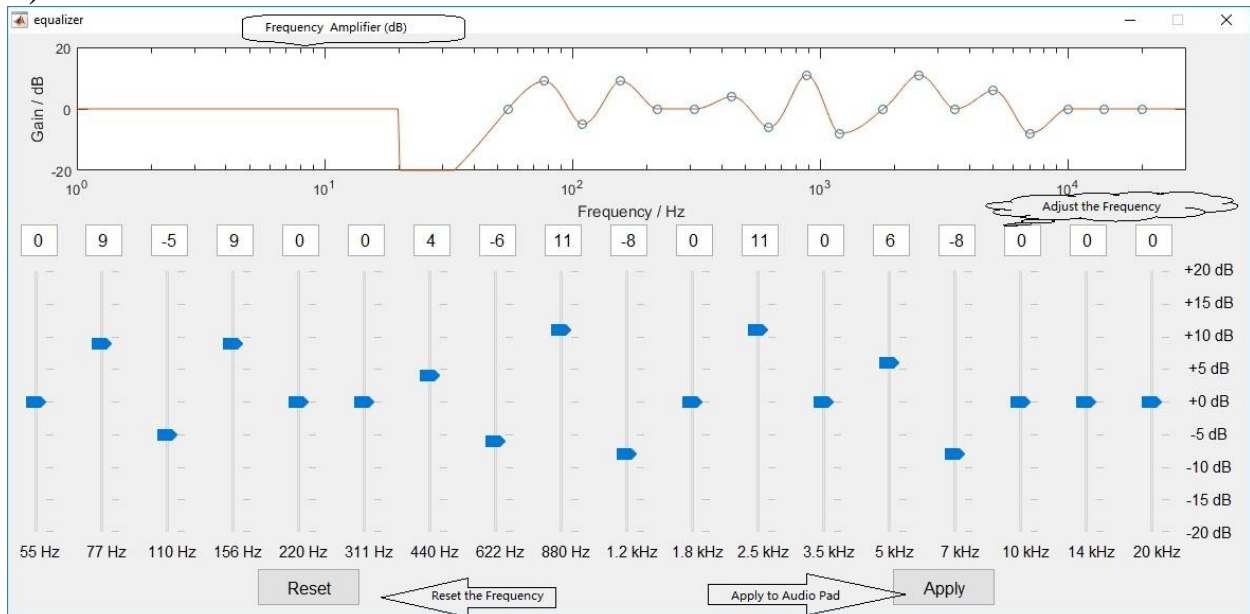 equalizer
Frequency Amplifier (dB)
20
0
-20
Gain / dB
10^0 10^1 10^2 10^3 10^4
Frequency / Hz
Adjust the Frequency
0 9 -5 9 0 0 4 -6 11 -8 0 11 0 6 -8 0 0 0
+20 dB
+15 dB
+10 dB
+5 dB
+0 dB
-5 dB
-10 dB
-15 dB
-20 dB
55 Hz 77 Hz 110 Hz 156 Hz 220 Hz 311 Hz 440 Hz 622 Hz 880 Hz 1.2 kHz 1.8 kHz 2.5 kHz 3.5 kHz 5 kHz 7 kHz 10 kHz 14 kHz 20 kHz
Reset Reset the Frequency Apply to Audio Pad Apply